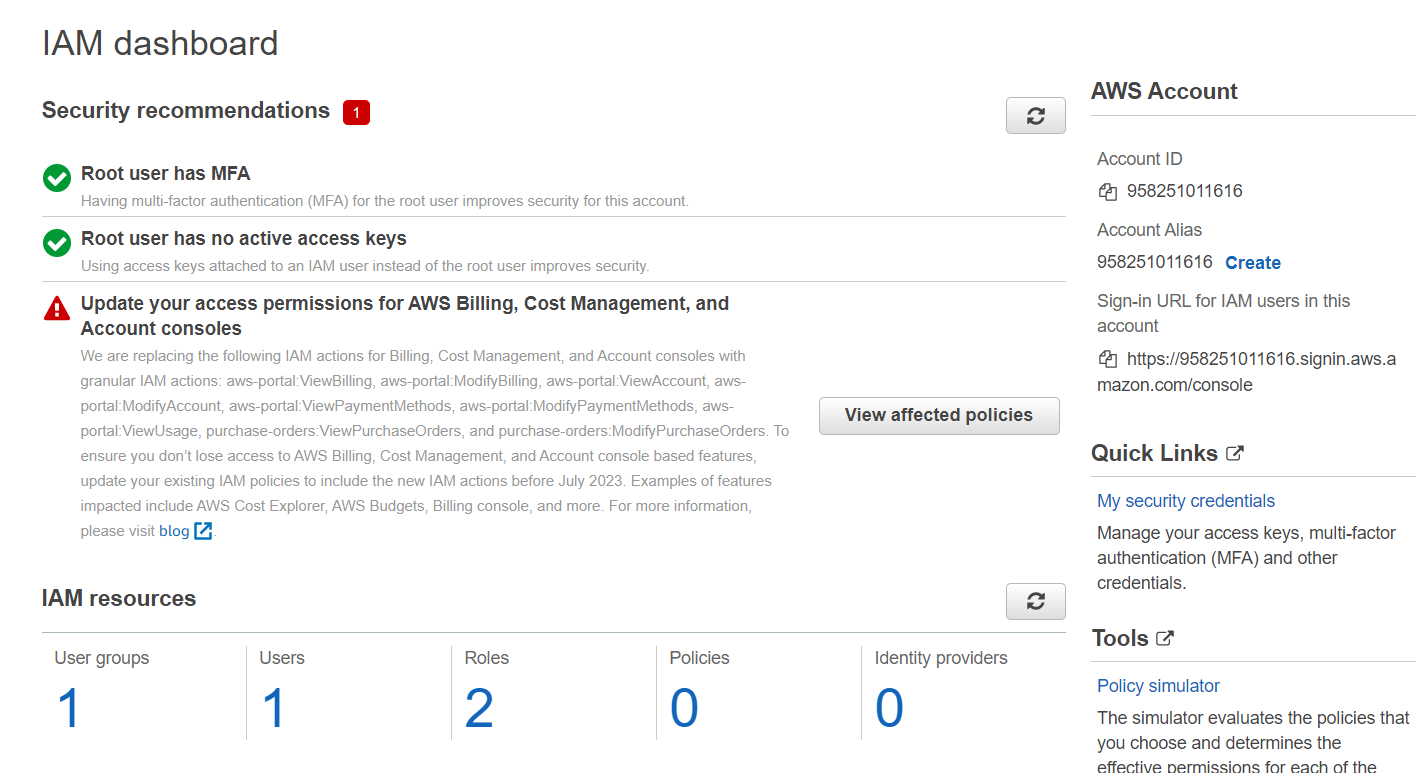 IAM dashboard
Security recommendations 1
Root user has MFA
Having multi-factor authentication (MFA) for the root user improves security for this account.
Root user has no active access keys
Using access keys attached to an IAM user instead of the root user improves security.
Update your access permissions for AWS Billing, Cost Management, and
Account consoles
We are replacing the following IAM actions for Billing, Cost Management, and Account consoles with
granular IAM actions: aws-portal:ViewBilling, aws-portal:ModifyBilling, aws-portal:ViewAccount, aws-
portal:ModifyAccount, aws-portal:ViewPaymentMethods, aws-portal:ModifyPaymentMethods, aws-
portal:ViewUsage, purchase-orders:ViewPurchaseOrders, and purchase-orders:ModifyPurchaseOrders. To
ensure you don’t lose access to AWS Billing, Cost Management, and Account console based features,
update your existing IAM policies to include the new IAM actions before July 2023. Examples of features
impacted include AWS Cost Explorer, AWS Budgets, Billing console, and more. For more information,
please visit blog.
View affected policies
IAM resources
User groups
1
Users
1
Roles
2
Policies
0
Identity providers
0
AWS Account
Account ID
958251011616
Account Alias
958251011616 Create
Sign-in URL for IAM users in this
account
https://958251011616.signin.aws.a
mazon.com/console
Quick Links
My security credentials
Manage your access keys, multi-factor
authentication (MFA) and other
credentials.
Tools
Policy simulator
The simulator evaluates the policies that
you choose and determines the
effective permissions for each of the